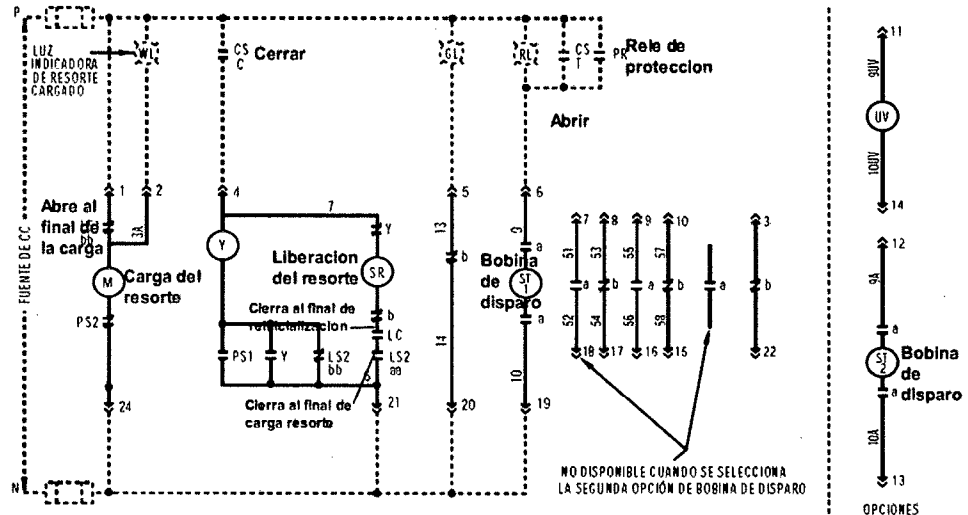 P
LUZ
INDICADORA
DE RESORTE
CARGADO
WL
CS
C
Cerrar
GL
RL
CS
T
PR
Rele de
proteccion
Abrir
FUENTE DE CC
1
2
4
5
6
Abre al
final de
la carga
bb
3A
M
Carga del
resorte
PS2
24
7
Y
Y
Liberacion
del resorte
SR
Cierra al final de
b
LC
PS1
Y
LS2
bb
LS2
aa
6
Cierra al final de
carga resorte
21
13
b
14
20
9
a
Bobina
de
disparo
ST
1
a
10
19
7
8
9
10
3
51
53
55
57
a
b
a
b
a
b
52
54
56
58
18
17
16
15
22
NO DISPONIBLE CUANDO SE SELECCIONA
LA SEGUNDA OPCIÓN DE BOBINA DE DISPARO
N
11
9UV
UV
10UV
14
12
9A
a
ST
2
Bobina
de
disparo
a
10A
13
OPCIONES